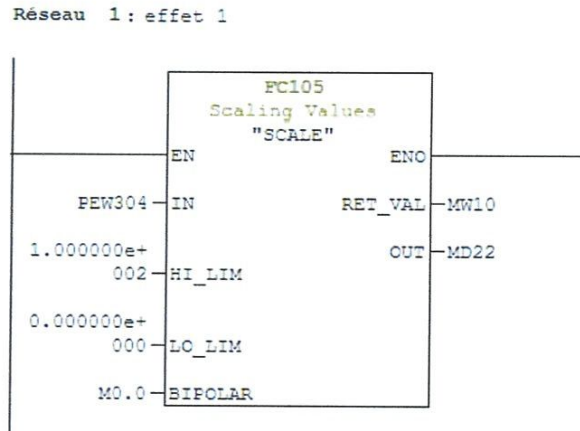 Réseau 1 : effet 1
FC105
Scaling Values
"SCALE"
EN ENO
PEW304 IN RET_VAL MW10
1.000000e+ OUT MD22
002 HI_LIM
0.000000e+
000 LO_LIM
M0.0 BIPOLAR